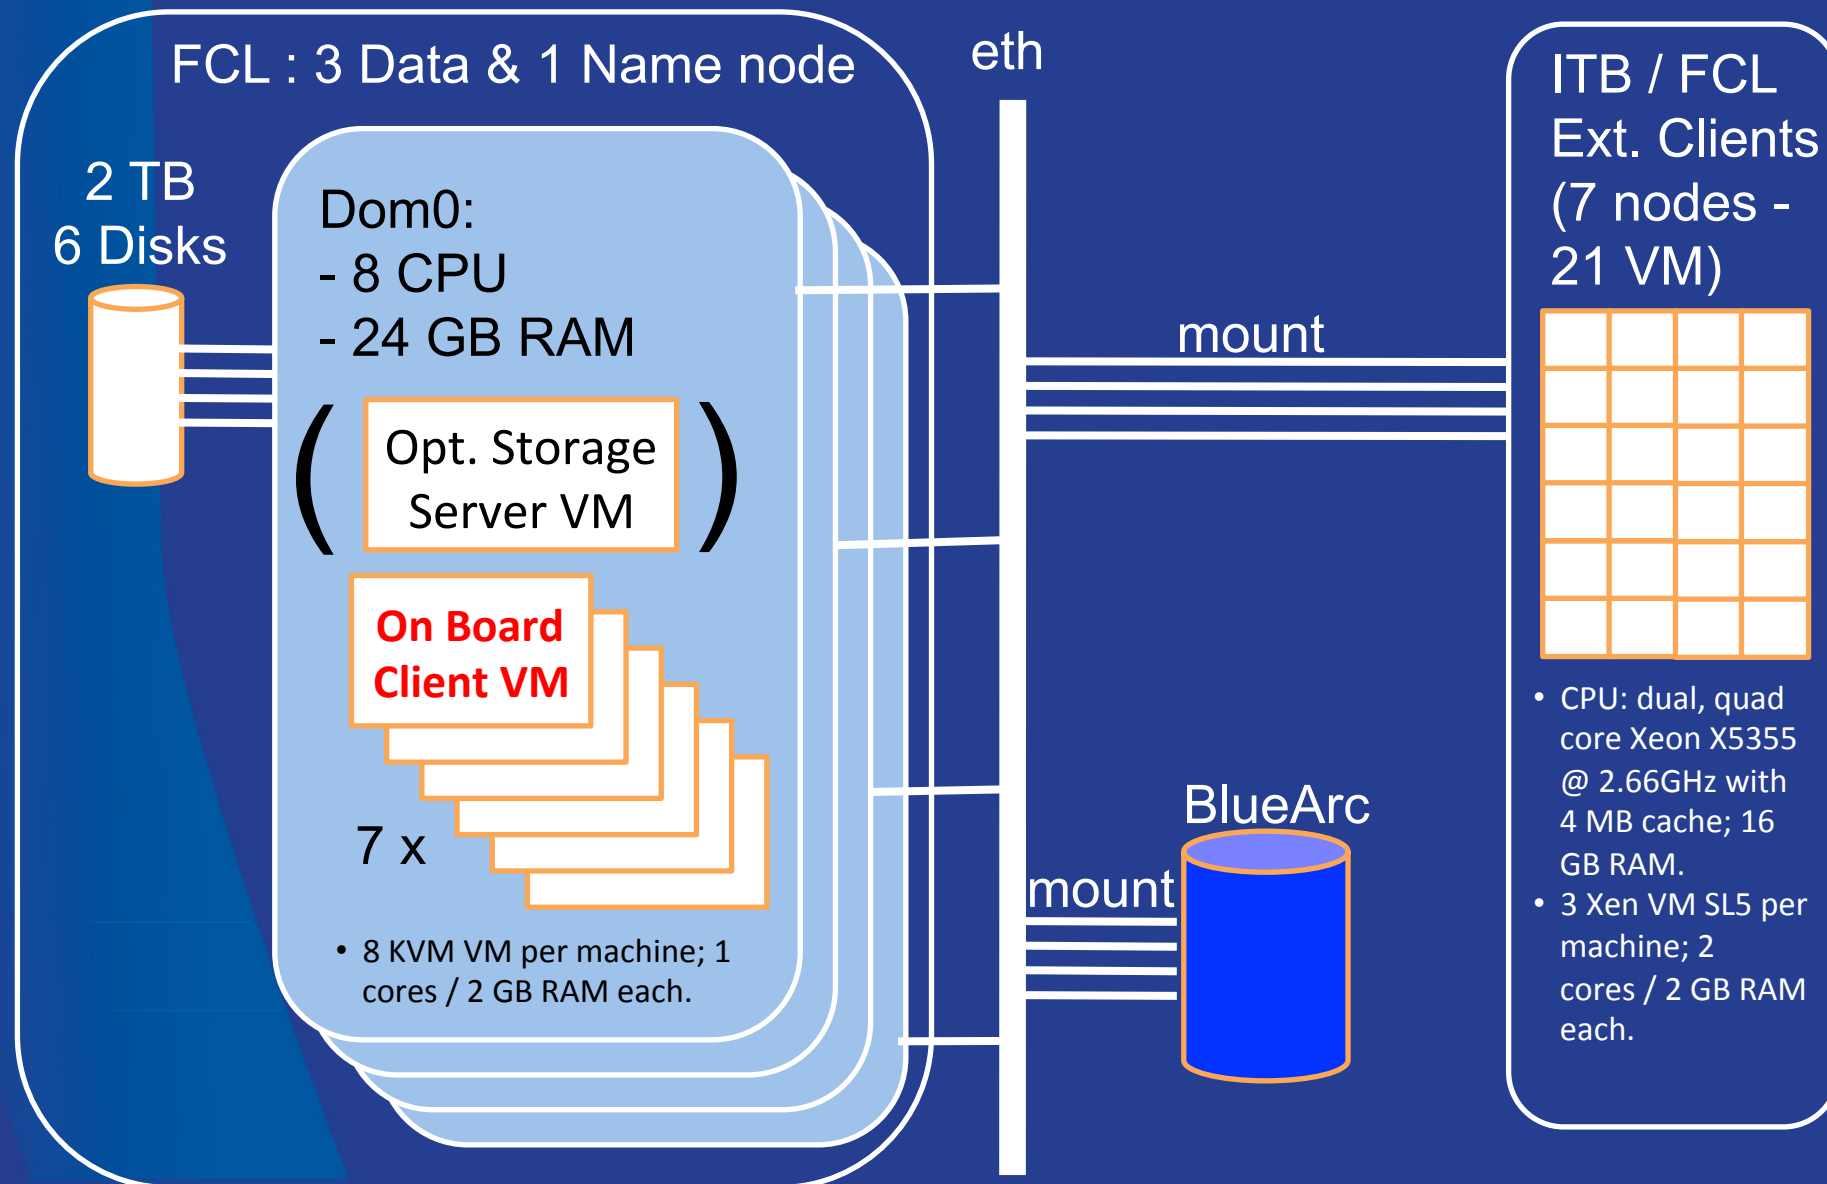 FCL : 3 Data & 1 Name node
2 TB
6 Disks
Dom0:
- 8 CPU
- 24 GB RAM
( Opt. Storage )
Server VM
On Board
Client VM
7 x
• 8 KVM VM per machine; 1
cores / 2 GB RAM each.
eth
mount
BlueArc
mount
ITB / FCL
Ext. Clients
(7 nodes -
21 VM)
• CPU: dual, quad
core Xeon X5355
@ 2.66GHz with
4 MB cache; 16
GB RAM.
• 3 Xen VM SL5 per
machine; 2
cores / 2 GB RAM
each.